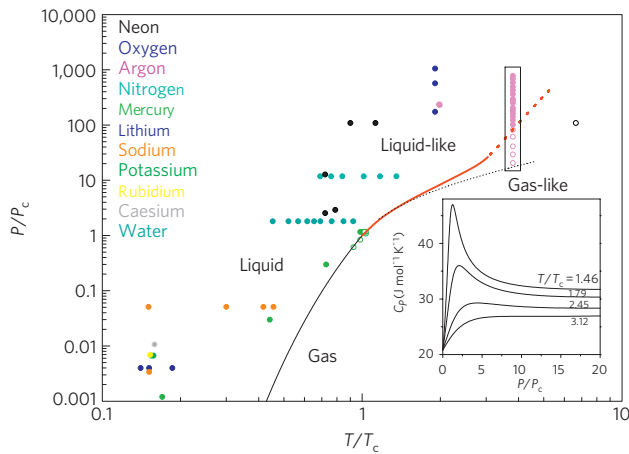 10,000
1,000
100
10
1
0.1
0.01
0.001
P/Pc
Neon
Oxygen
Argon
Nitrogen
Mercury
Lithium
Sodium
Potassium
Rubidium
Caesium
Water
Liquid-like
Gas-like
Liquid
Gas
0.1
1
10
T/Tc
CP(J mol⁻¹ K⁻¹)
40
30
20
T/Tc = 1.46
1.79
2.45
3.12
0
5
10
15
20
P/Pc